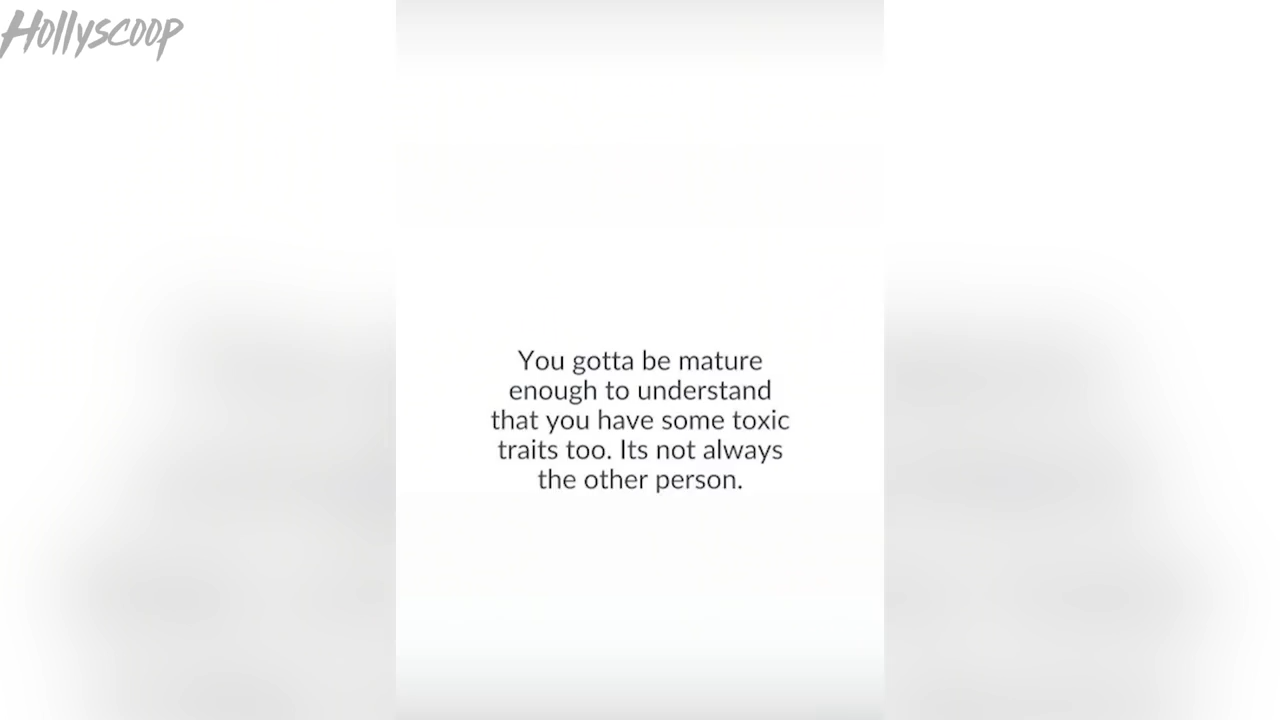 Hollyscoop
You gotta be mature
enough to understand
that you have some toxic
traits too. Its not always
the other person.